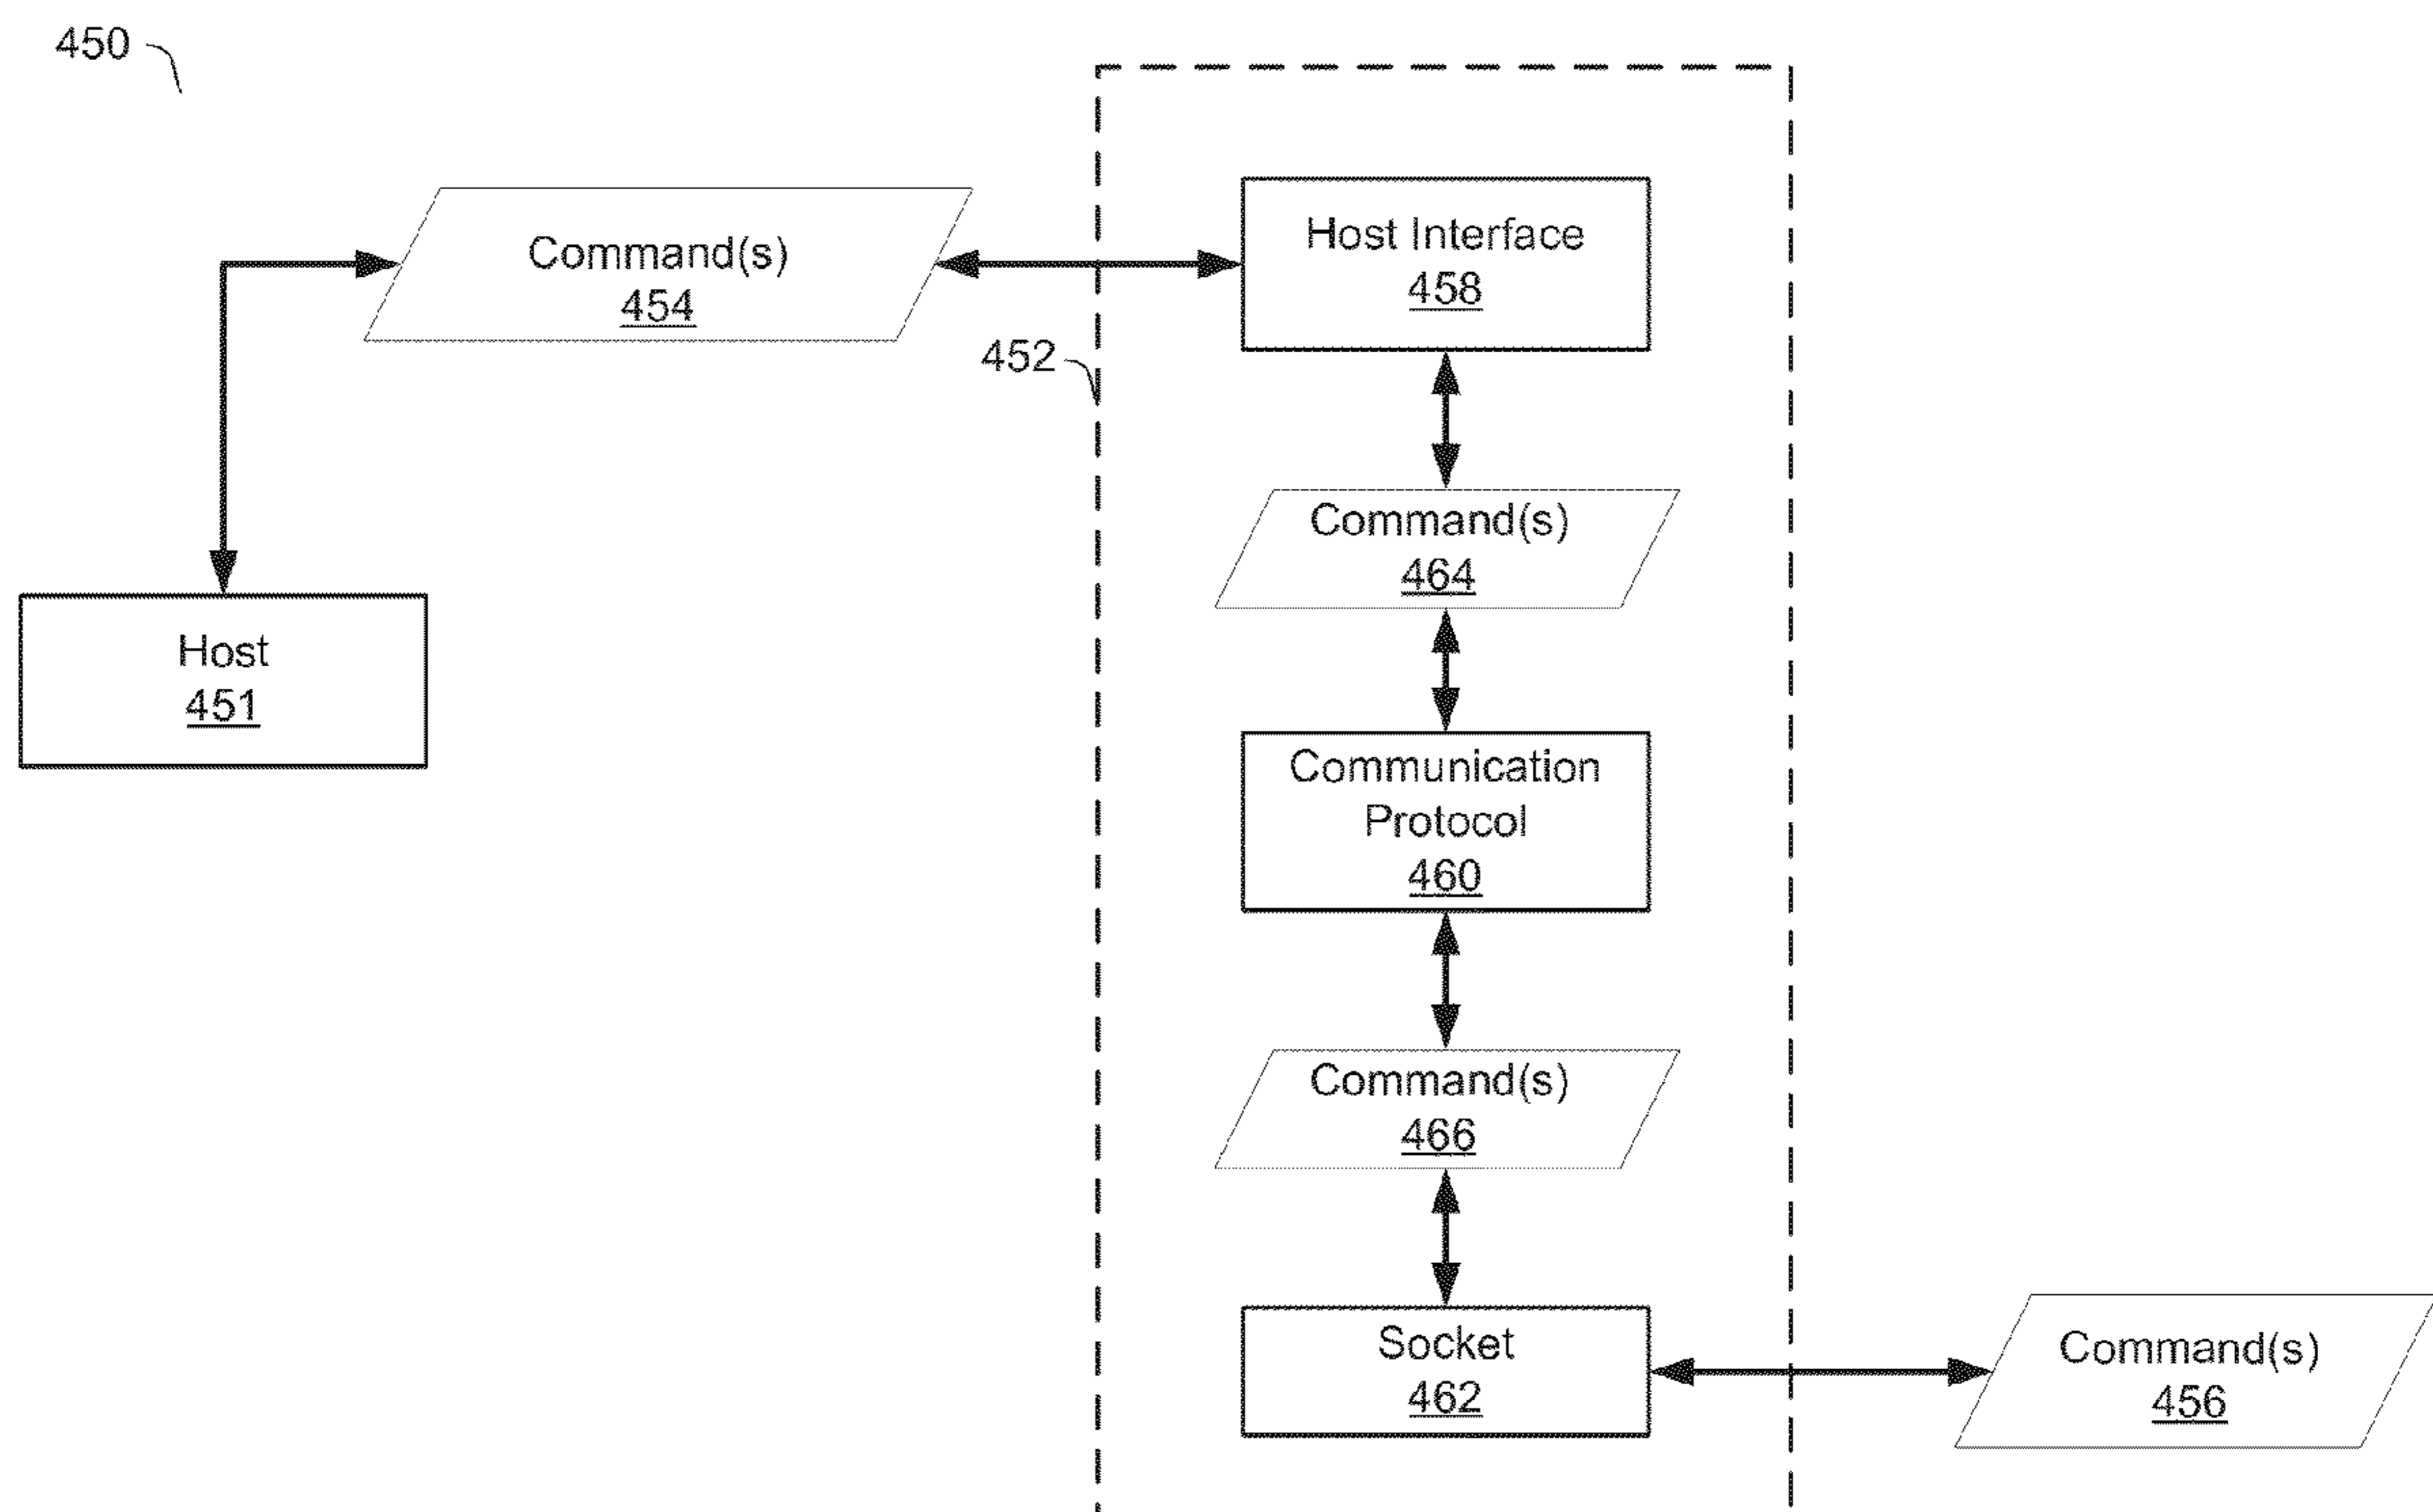 450
Command(s)
454
Host Interface
458
452
Command(s)
464
Host
451
Communication
Protocol
460
Command(s)
466
Socket
462
Command(s)
456